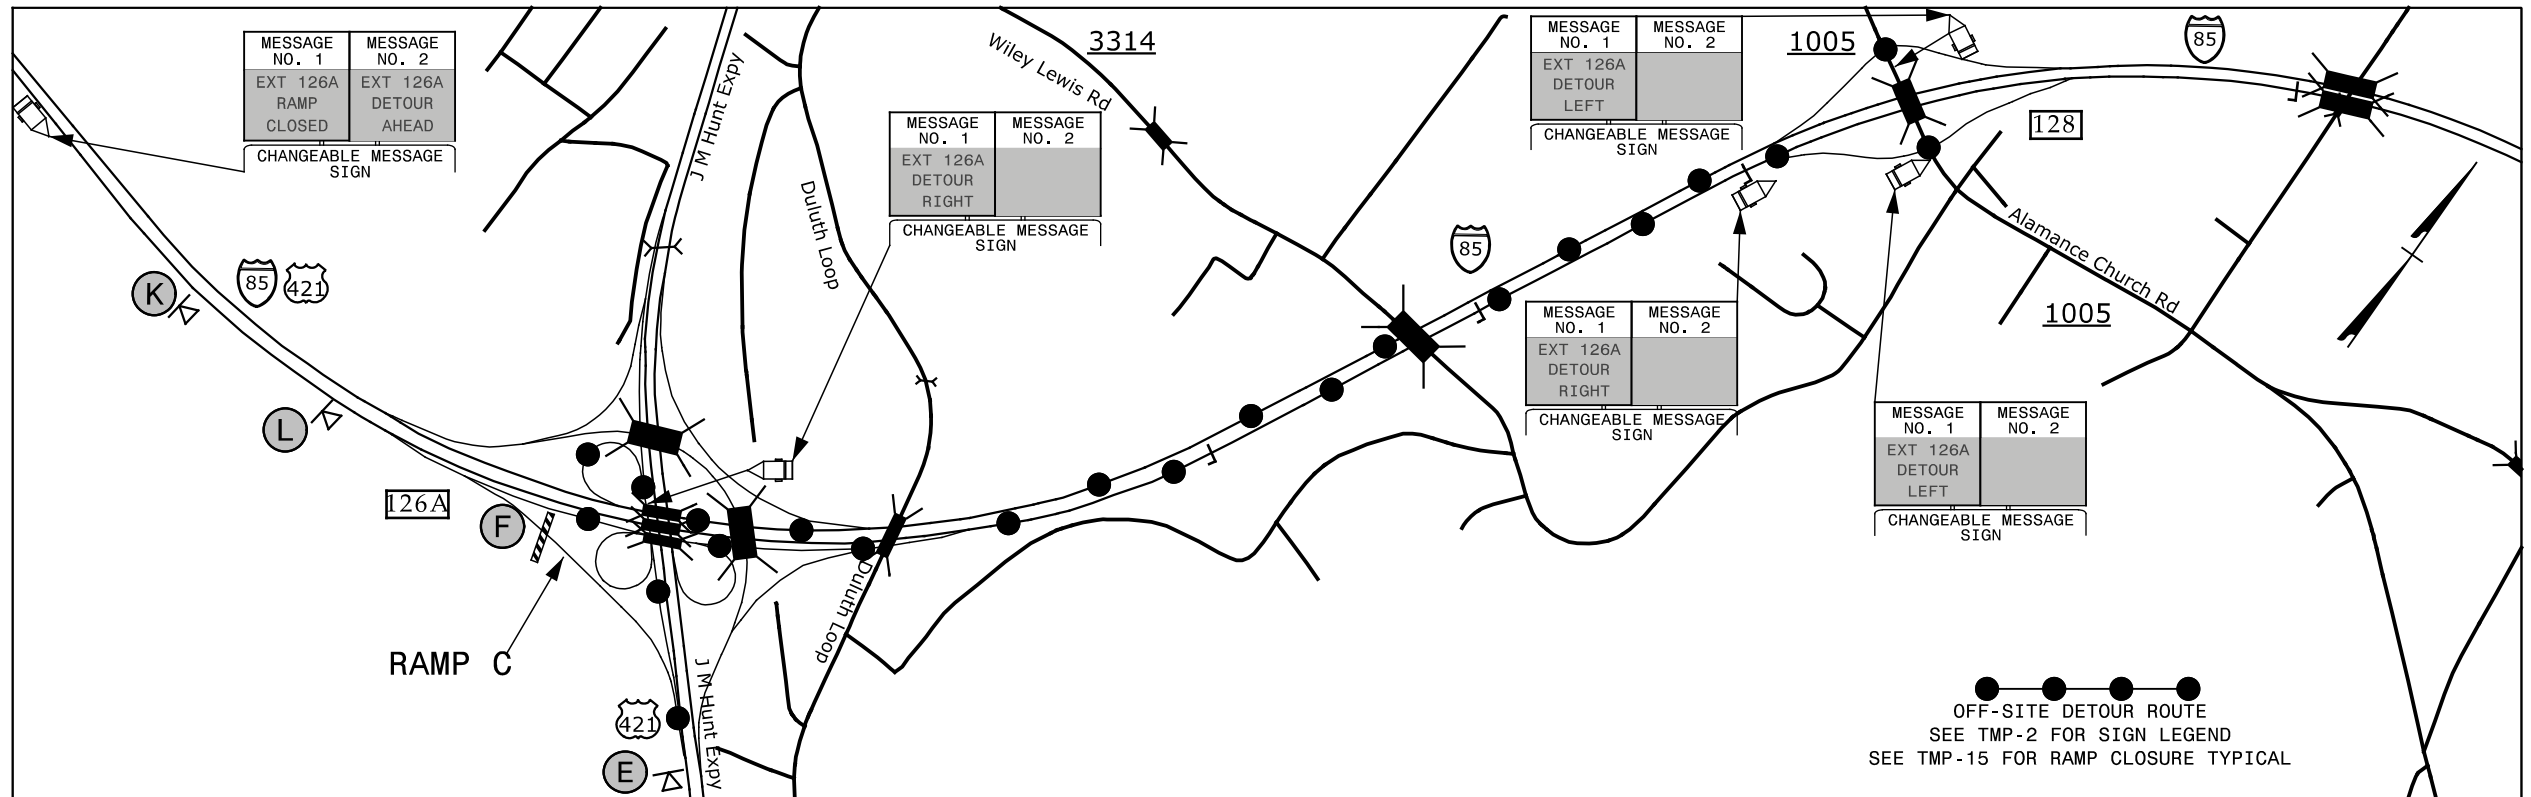 MESSAGE NO. 1
MESSAGE NO. 2
EXT 126A
RAMP
CLOSED
EXT 126A
DETOUR
AHEAD
CHANGEABLE MESSAGE
SIGN
J M Hunt Expy
Duluth Loop
MESSAGE NO. 1
MESSAGE NO. 2
EXT 126A
DETOUR
RIGHT
CHANGEABLE MESSAGE
SIGN
Wiley Lewis Rd
3314
MESSAGE NO. 1
MESSAGE NO. 2
EXT 126A
DETOUR
LEFT
CHANGEABLE MESSAGE
SIGN
1005
85
128
85
421
K
L
126A
F
RAMP C
85
MESSAGE NO. 1
MESSAGE NO. 2
EXT 126A
DETOUR
RIGHT
CHANGEABLE MESSAGE
SIGN
Alamance Church Rd
1005
MESSAGE NO. 1
MESSAGE NO. 2
EXT 126A
DETOUR
LEFT
CHANGEABLE MESSAGE
SIGN
Duluth Loop
J M Hunt Expy
421
E
OFF-SITE DETOUR ROUTE
SEE TMP-2 FOR SIGN LEGEND
SEE TMP-15 FOR RAMP CLOSURE TYPICAL